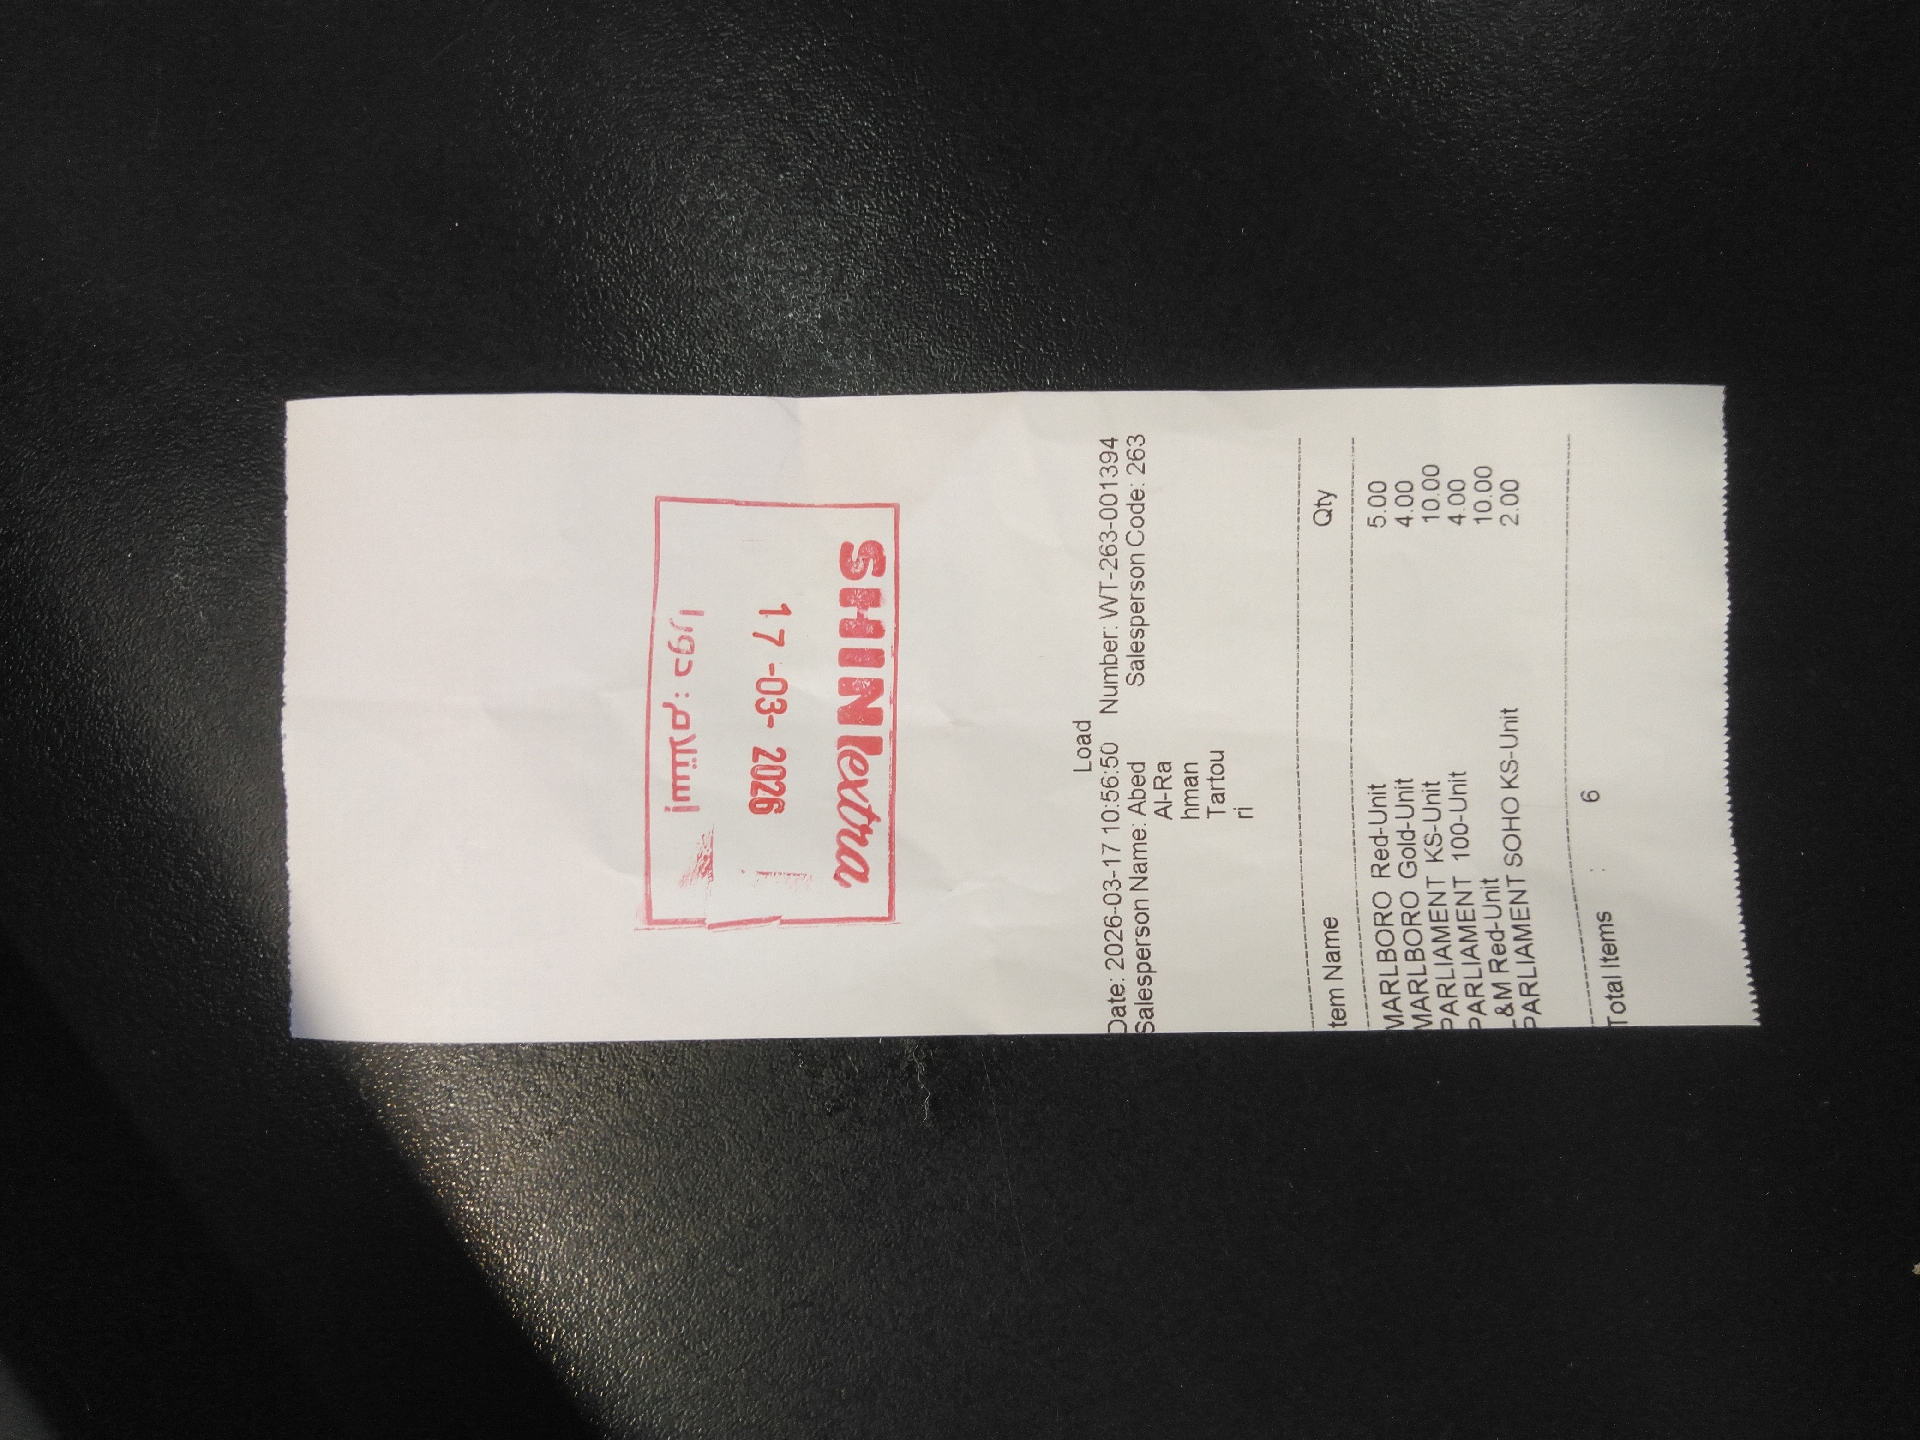 SHINlextra
17-03-2026
إستلام : دورا
Load
Date: 2026-03-17 10:56:50 Number: WT-263-001394
Salesperson Name: Abed Salesperson Code: 263
Al-Ra
hman
Tartou
ri
tem Name Qty
MARLBORO Red-Unit 5.00
MARLBORO Gold-Unit 4.00
PARLIAMENT KS-Unit 10.00
PARLIAMENT 100-Unit 4.00
L&M Red-Unit 10.00
PARLIAMENT SOHO KS-Unit 2.00
Total Items : 6